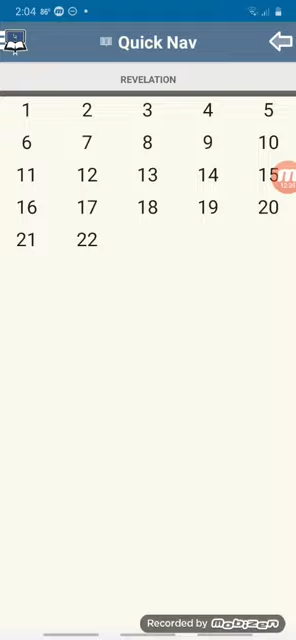 2:04 86°
Quick Nav
REVELATION
1 2 3 4 5
6 7 8 9 10
11 12 13 14 15
16 17 18 19 20
21 22
Recorded by Mobizen